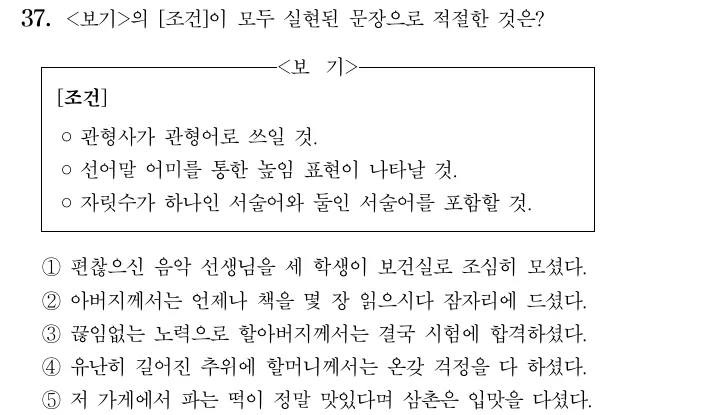 37. <보기>의 [조건]이 모두 실현된 문장으로 적절한 것은?
<보 기>
[조건]
○ 관형사가 관형어로 쓰일 것.
○ 선어말 어미를 통한 높임 표현이 나타날 것.
○ 자릿수가 하나인 서술어와 둘인 서술어를 포함할 것.
① 편찮으신 음악 선생님을 세 학생이 보건실로 조심히 모셨다.
② 아버지께서는 언제나 책을 몇 장 읽으시다 잠자리에 드셨다.
③ 끊임없는 노력으로 할아버지께서는 결국 시험에 합격하셨다.
④ 유난히 길어진 추위에 할머니께서는 온갖 걱정을 다 하셨다.
⑤ 저 가게에서 파는 떡이 정말 맛있다며 삼촌은 입맛을 다셨다.